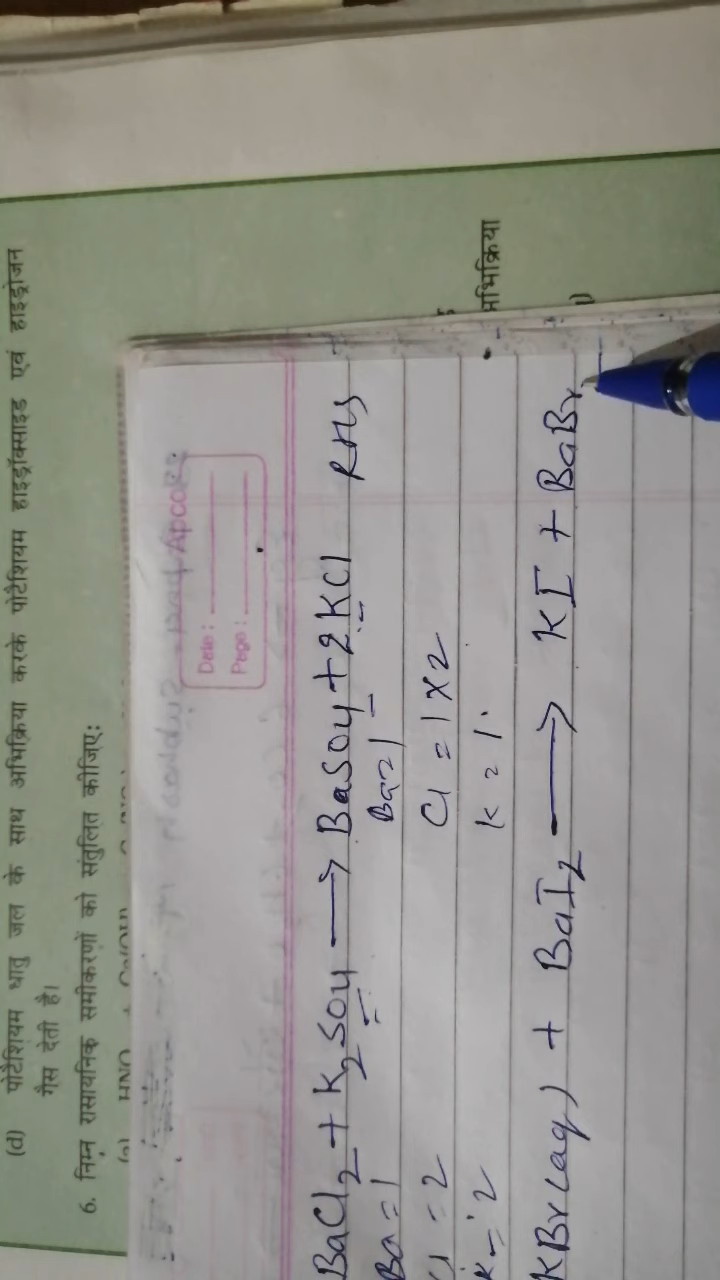 (d) पोटैशियम धातु जल के साथ अभिक्रिया करके पोटैशियम हाइड्रॉक्साइड एवं हाइड्रोजन
गैस देती है।
6. निम्न रासायनिक समीकरणों को संतुलित कीजिए:
Date:
Page:
BaCl2 + K2SO4 → BaSO4 + 2KCl RHS
Ba = 1 Ba=1
Cl = 2 Cl = 1 x 2
K = 2 K = 1
KBr(aq) + BaI2 → KI + BaBr
अभिक्रिया